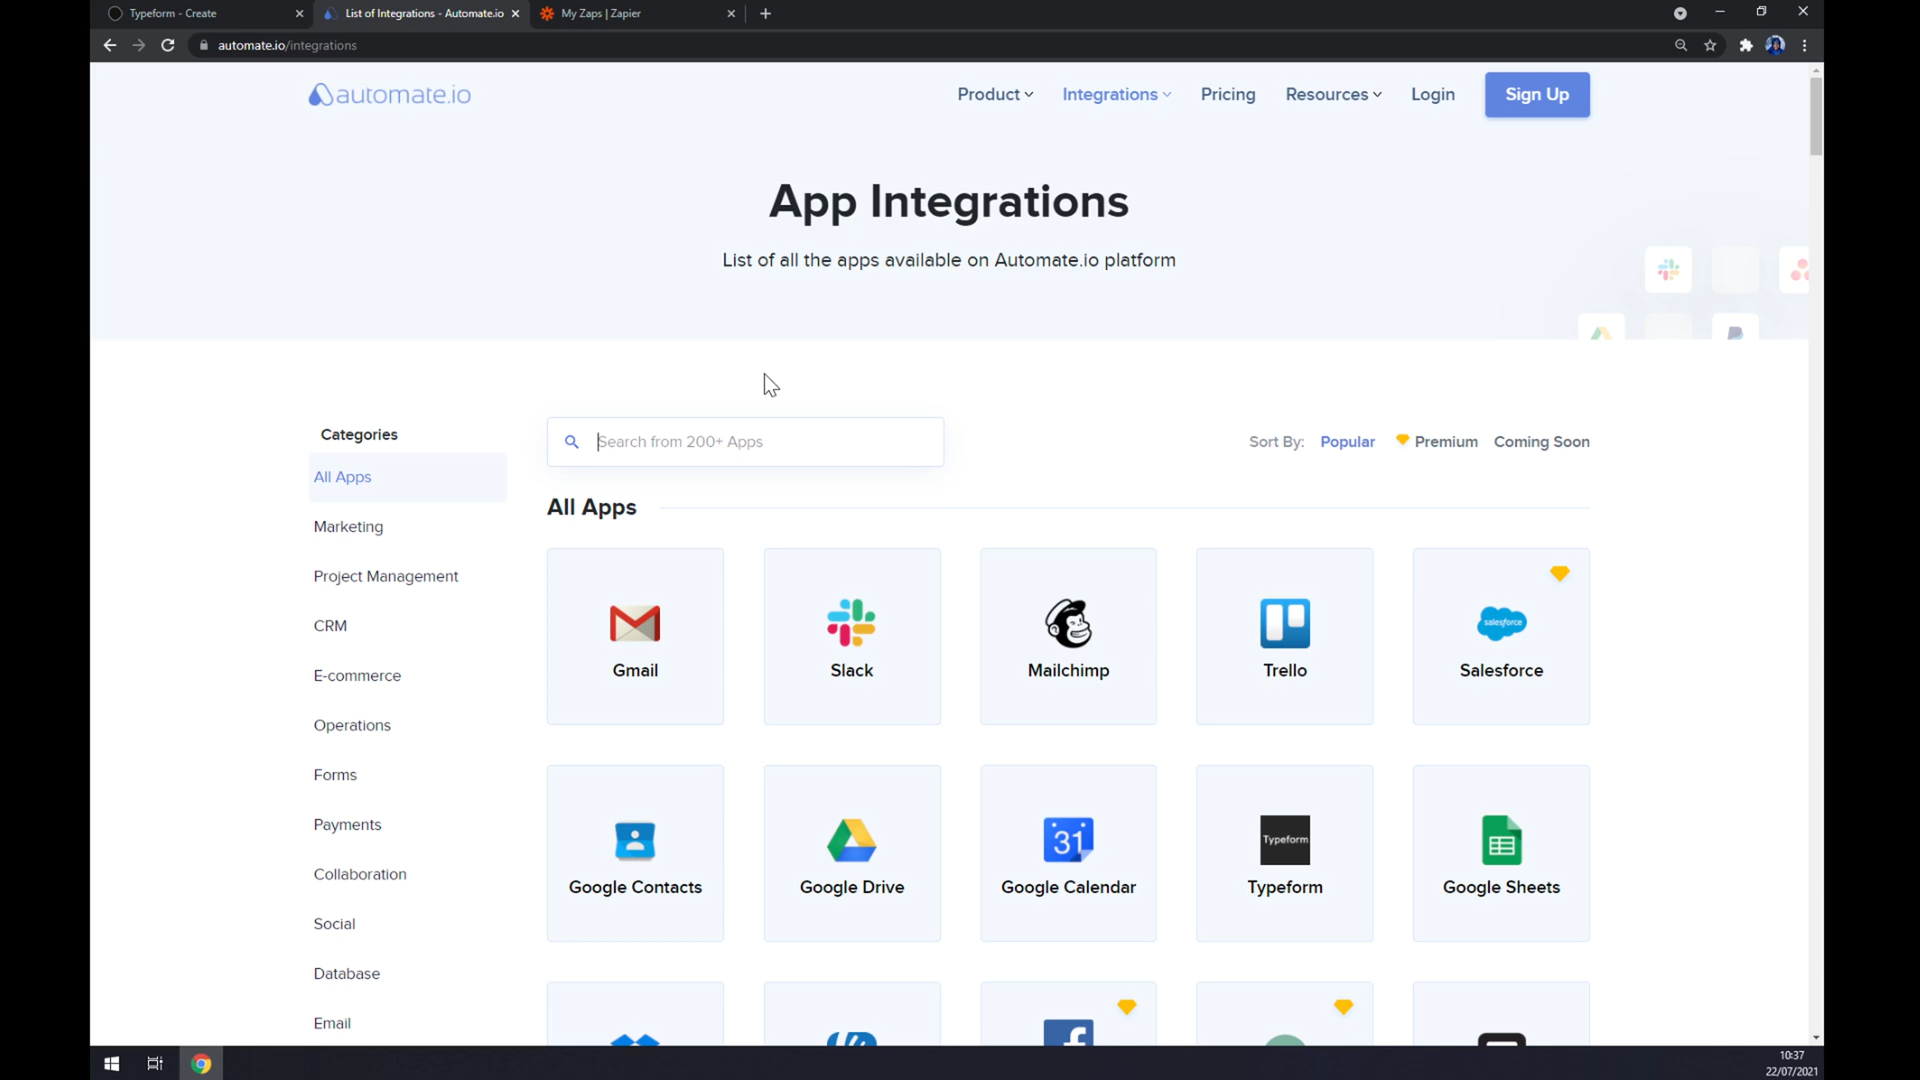 Typeform - Create
List of Integrations - Automate.io
My Zaps | Zapier
automate.io/integrations
automate.io
Product
Integrations
Pricing
Resources
Login
Sign Up
App Integrations
List of all the apps available on Automate.io platform
Categories
All Apps
Marketing
Project Management
CRM
E-commerce
Operations
Forms
Payments
Collaboration
Social
Database
Email
Search from 200+ Apps
Sort By:
Popular
Premium
Coming Soon
All Apps
Gmail
Slack
Mailchimp
Trello
salesforce
Salesforce
Google Contacts
Google Drive
31
Google Calendar
Typeform
Typeform
Google Sheets
10:37
22/07/2021